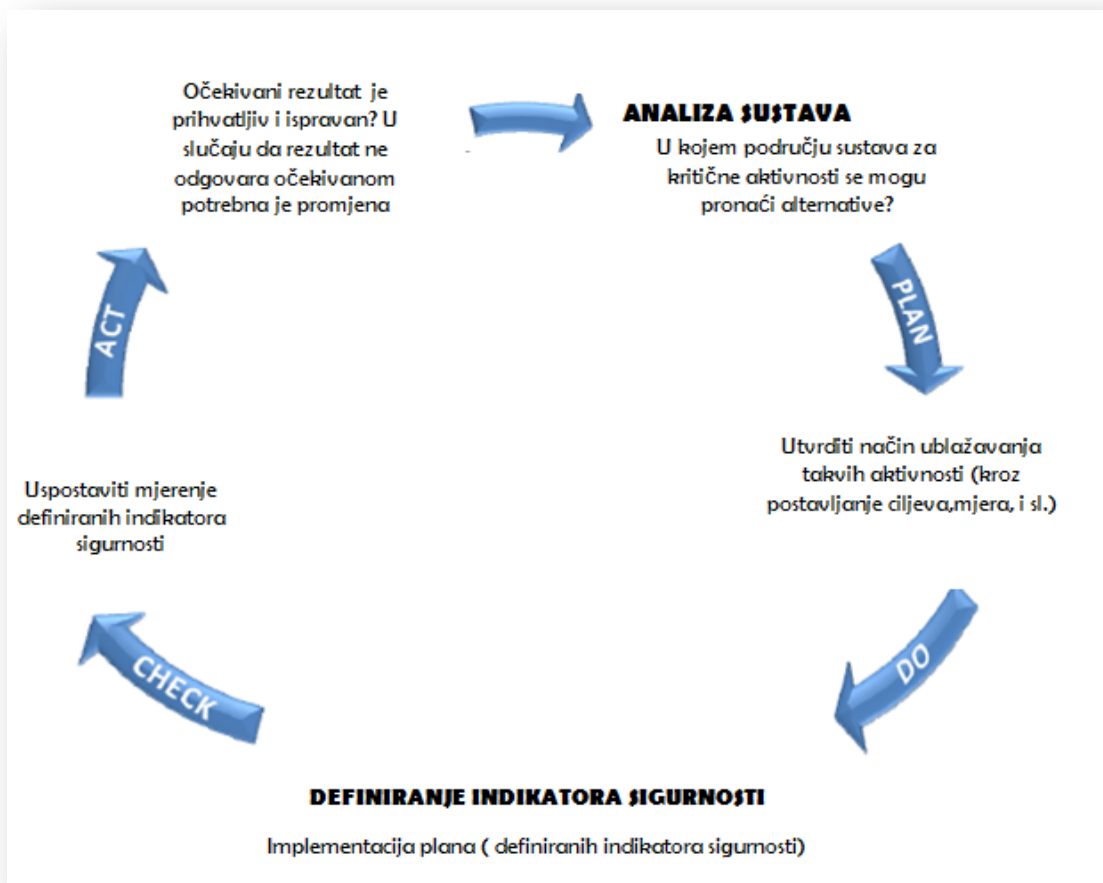 Očekivani rezultat je
prihvatljiv i ispravan? U
slučaju da rezultat ne
odgovara očekivanom
potrebna je promjena
ANALIZA SUSTAVA
U kojem području sustava za
kritične aktivnosti se mogu
pronaći alternative?
PLAN
Utvrditi način ublažavanja
takvih aktivnosti (kroz
postavljanje ciljeva,mjera, i sl.)
DO
DEFINIRANJE INDIKATORA SIGURNOSTI
Implementacija plana ( definiranih indikatora sigurnosti)
CHECK
Uspostaviti mjerenje
definiranih indikatora
sigurnosti
ACT